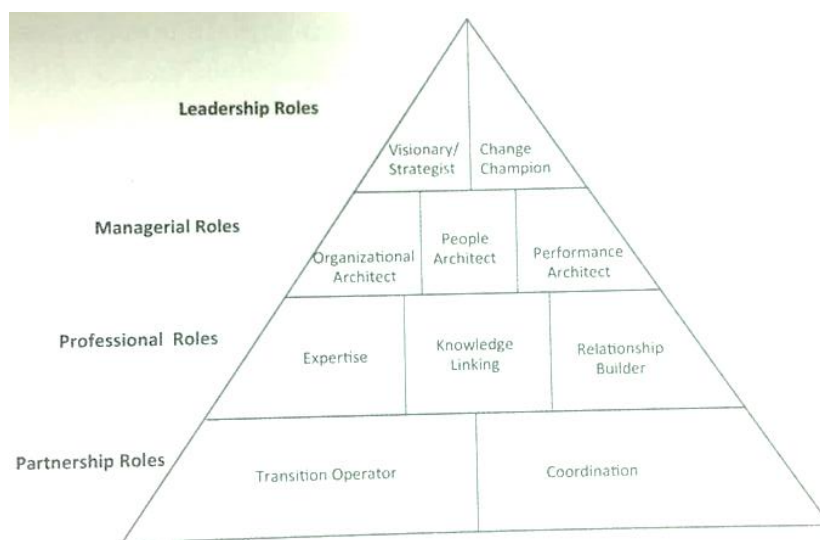 Leadership Roles
Visionary/
Strategist
Change
Champion
Managerial Roles
Organizational
Architect
People
Architect
Performance
Architect
Professional Roles
Expertise
Knowledge
Linking
Relationship
Builder
Partnership Roles
Transition Operator
Coordination